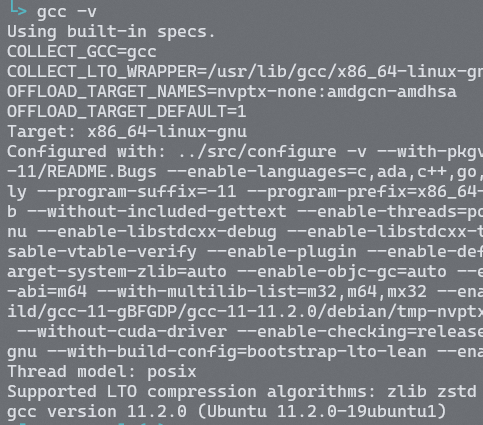 └> gcc -v
Using built-in specs.
COLLECT_GCC=gcc
COLLECT_LTO_WRAPPER=/usr/lib/gcc/x86_64-linux-gn
OFFLOAD_TARGET_NAMES=nvptx-none:amdgcn-amdhsa
OFFLOAD_TARGET_DEFAULT=1
Target: x86_64-linux-gnu
Configured with: ../src/configure -v --with-pkgv
-11/README.Bugs --enable-languages=c,ada,c++,go,
ly --program-suffix=-11 --program-prefix=x86_64-
b --without-included-gettext --enable-threads=po
nu --enable-libstdcxx-debug --enable-libstdcxx-t
sable-vtable-verify --enable-plugin --enable-def
arget-system-zlib=auto --enable-objc-gc=auto --e
-abi=m64 --with-multilib-list=m32,m64,mx32 --ena
ild/gcc-11-gBFGDP/gcc-11-11.2.0/debian/tmp-nvptx
--without-cuda-driver --enable-checking=release
gnu --with-build-config=bootstrap-lto-lean --ena
Thread model: posix
Supported LTO compression algorithms: zlib zstd
gcc version 11.2.0 (Ubuntu 11.2.0-19ubuntu1)